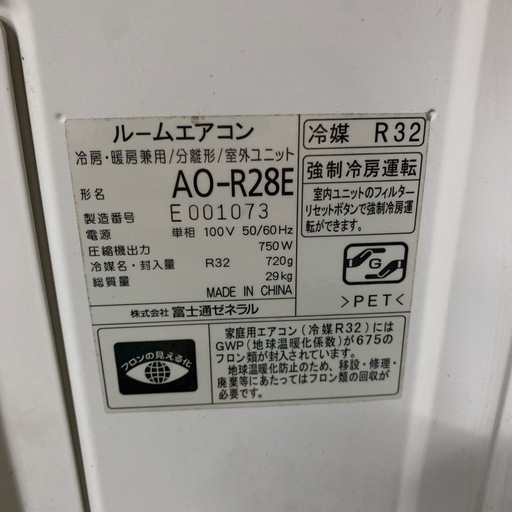 ルームエアコン
冷房・暖房兼用/分離形/室外ユニット
形名 AO-R28E
製造番号 E001073
電源 単相 100V 50/60Hz
圧縮機出力 750W
冷媒名・封入量 R32 720g
総質量 29kg
MADE IN CHINA
株式会社 富士通ゼネラル
冷媒 R32
強制冷房運転
室内ユニットのフィルター
リセットボタンで強制冷房運
転ができます。
G
>PET<
フロンの見える化
家庭用エアコン(冷媒R32)には
GWP(地球温暖化係数)が675の
フロン類が封入されています。
地球温暖化防止のため、移設・修理・
廃棄等にあたってはフロン類の回収が
必要です。